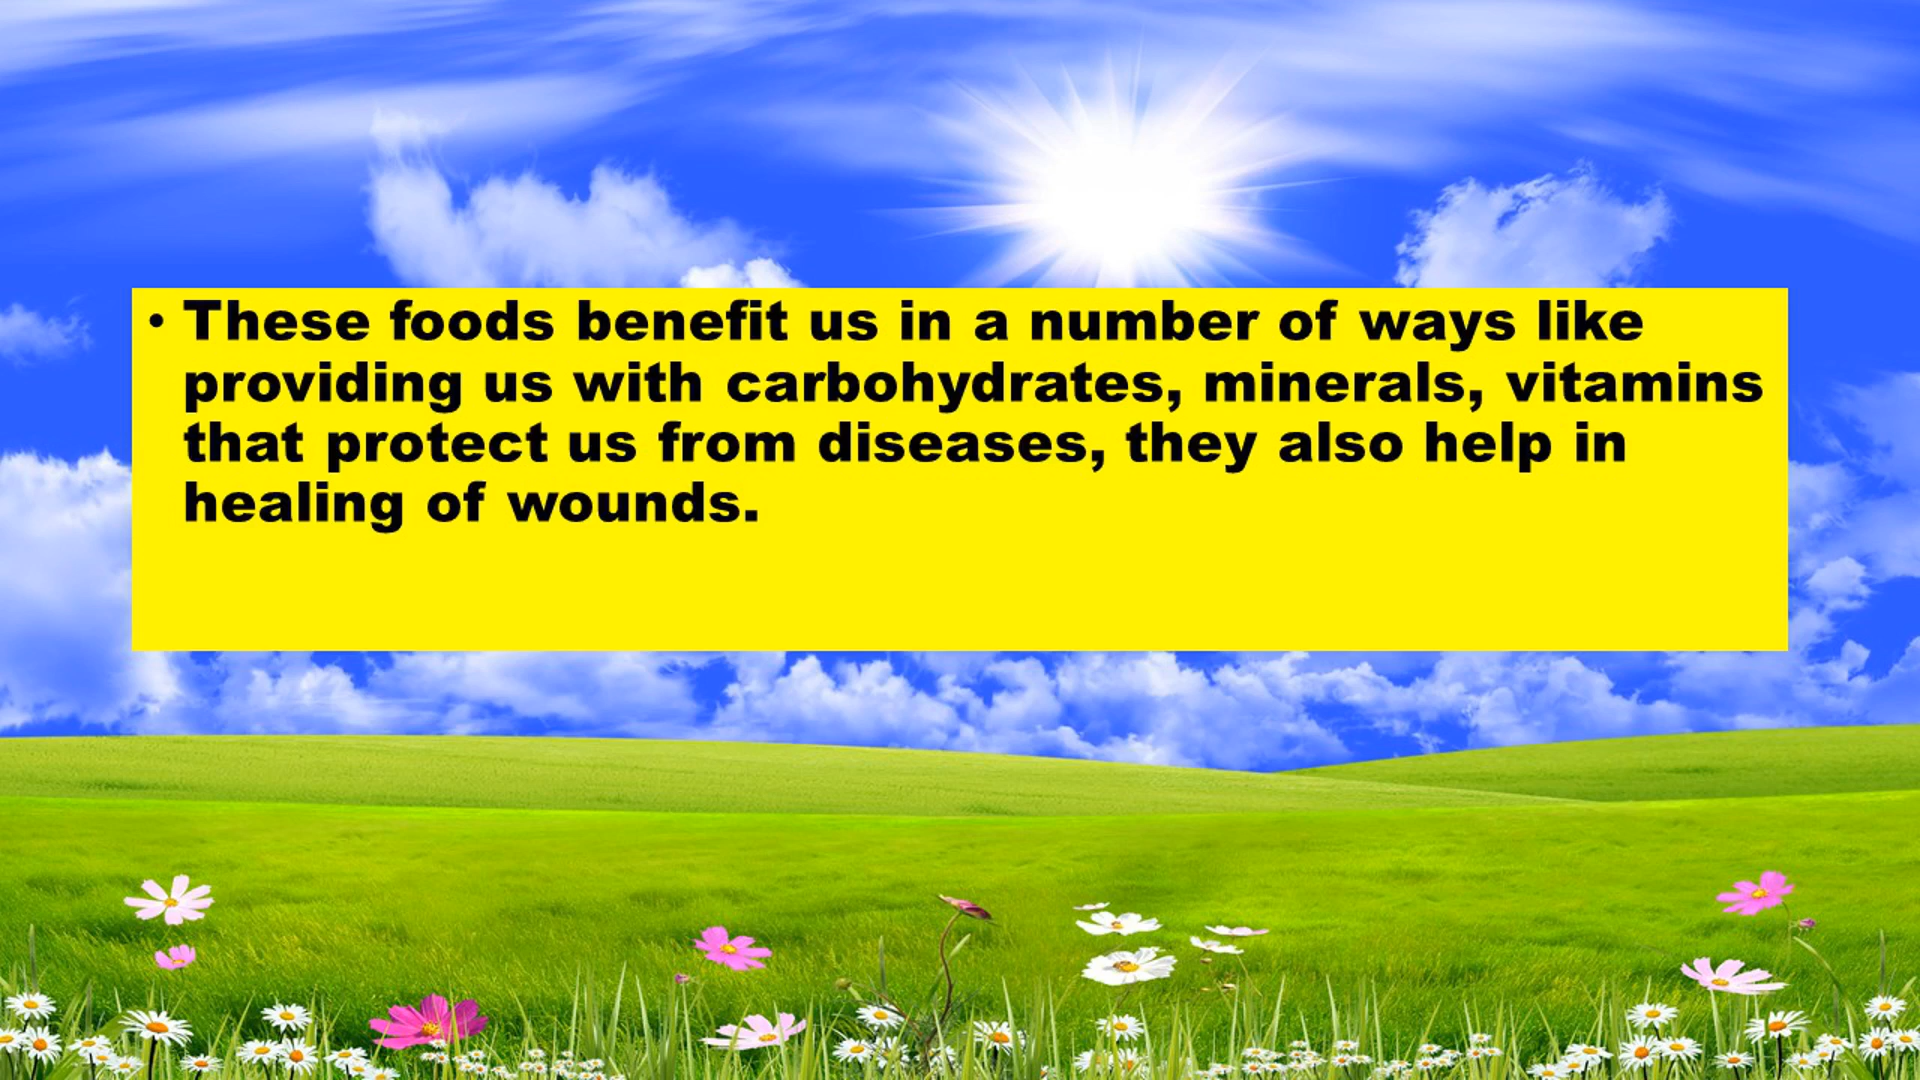 • These foods benefit us in a number of ways like
providing us with carbohydrates, minerals, vitamins
that protect us from diseases, they also help in
healing of wounds.